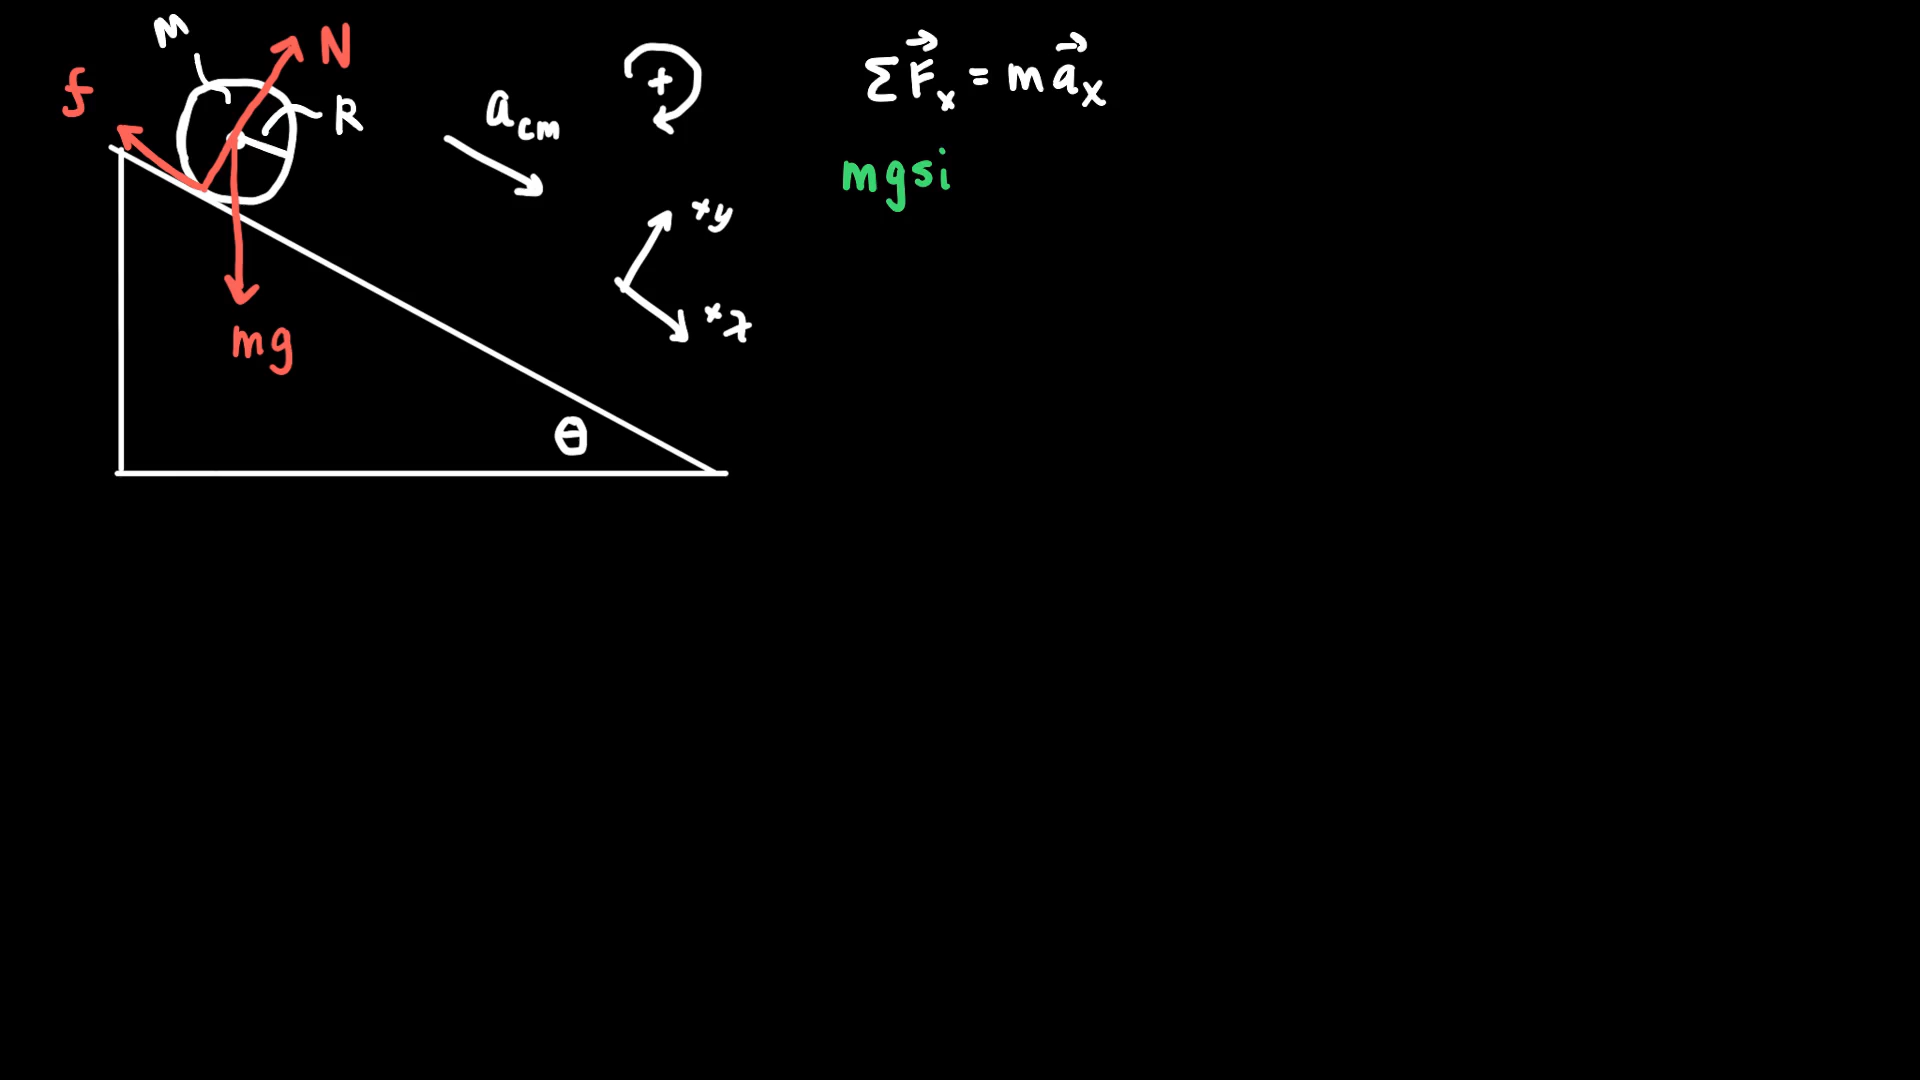 m
N
f
R
a_cm
+
ΣF⃗_x = ma⃗_x
mgsi
+y
+x
mg
θ